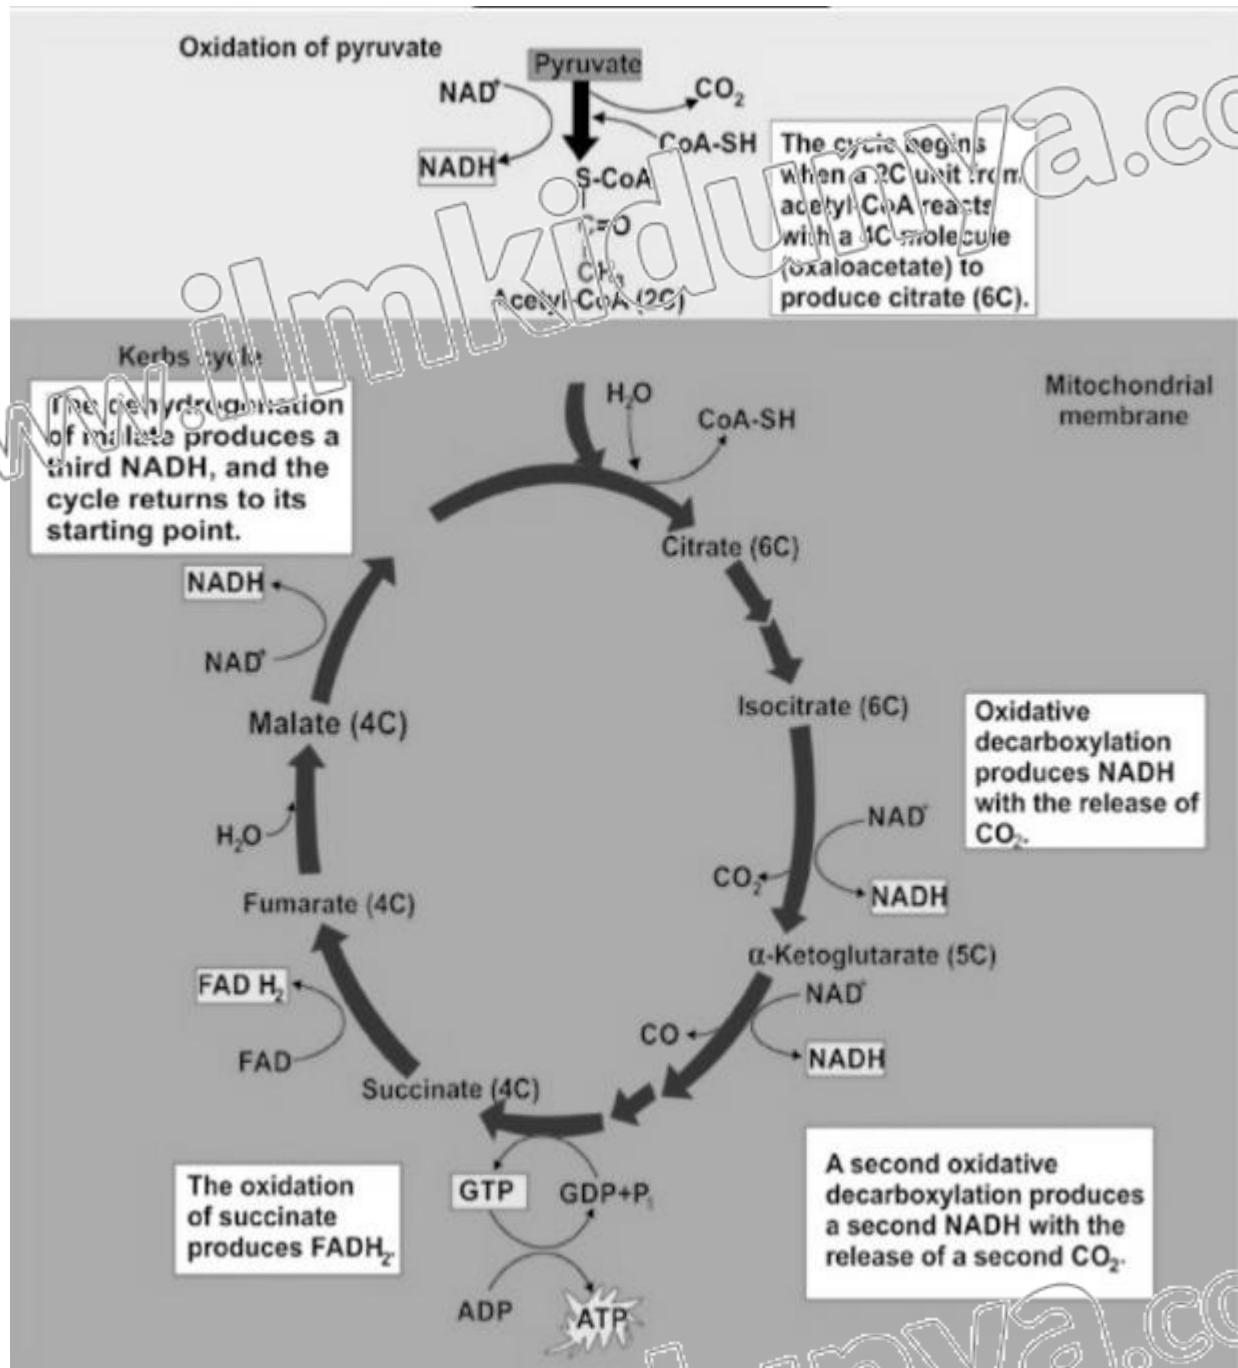 Oxidation of pyruvate
Pyruvate
NAD⁺
CO₂
CoA-SH
NADH
S-CoA
C=O
CH₃
Acetyl-CoA (2C)
The cycle begins
when a 2C unit from
acetyl-CoA reacts
with a 4C molecule
(oxaloacetate) to
produce citrate (6C).
Kerbs cycle
Mitochondrial
membrane
The dehydrogenation
of malate produces a
third NADH, and the
cycle returns to its
starting point.
H₂O
CoA-SH
Citrate (6C)
NADH
NAD⁺
Isocitrate (6C)
Malate (4C)
Oxidative
decarboxylation
produces NADH
with the release of
CO₂.
NAD⁺
H₂O
CO₂
NADH
Fumarate (4C)
α-Ketoglutarate (5C)
FAD H₂
NAD⁺
CO
NADH
FAD
Succinate (4C)
The oxidation
of succinate
produces FADH₂.
GTP
GDP+Pᵢ
A second oxidative
decarboxylation produces
a second NADH with the
release of a second CO₂.
ADP
ATP
www.ilmkidunya.co